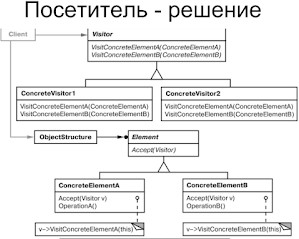 Посетитель - решение
Client
Visitor
VisitConcreteElementA(ConcreteElementA)
VisitConcreteElementB(ConcreteElementB)
ConcreteVisitor1
VisitConcreteElementA(ConcreteElementA)
VisitConcreteElementB(ConcreteElementB)
ConcreteVisitor2
VisitConcreteElementA(ConcreteElementA)
VisitConcreteElementB(ConcreteElementB)
ObjectStructure
Element
Accept(Visitor)
ConcreteElementA
Accept(Visitor v)
OperationA()
ConcreteElementB
Accept(Visitor v)
OperationB()
v->VisitConcreteElementA(this)
v->VisitConcreteElementB(this)